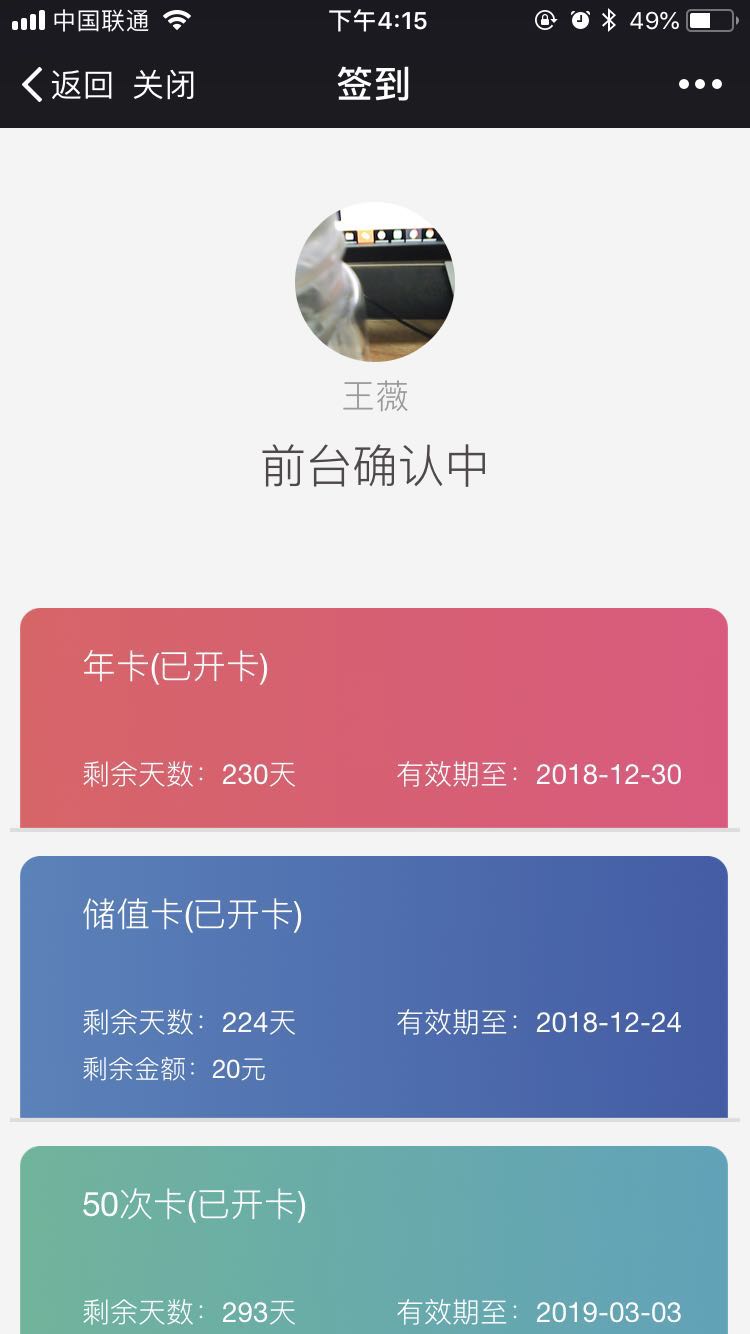 中国联通 下午4:15 49%
返回 关闭 签到
王薇
前台确认中
年卡(已开卡)
剩余天数：230天 有效期至：2018-12-30
储值卡(已开卡)
剩余天数：224天 有效期至：2018-12-24
剩余金额：20元
50次卡(已开卡)
剩余天数：293天 有效期至：2019-03-03